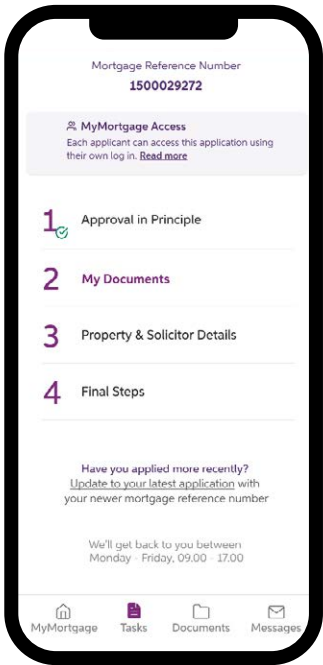 Mortgage Reference Number
1500029272
MyMortgage Access
Each applicant can access this application using
their own log in. Read more
1 Approval in Principle
2 My Documents
3 Property & Solicitor Details
4 Final Steps
Have you applied more recently?
Update to your latest application with
your newer mortgage reference number
We'll get back to you between
Monday - Friday, 09.00 - 17.00
MyMortgage Tasks Documents Messages